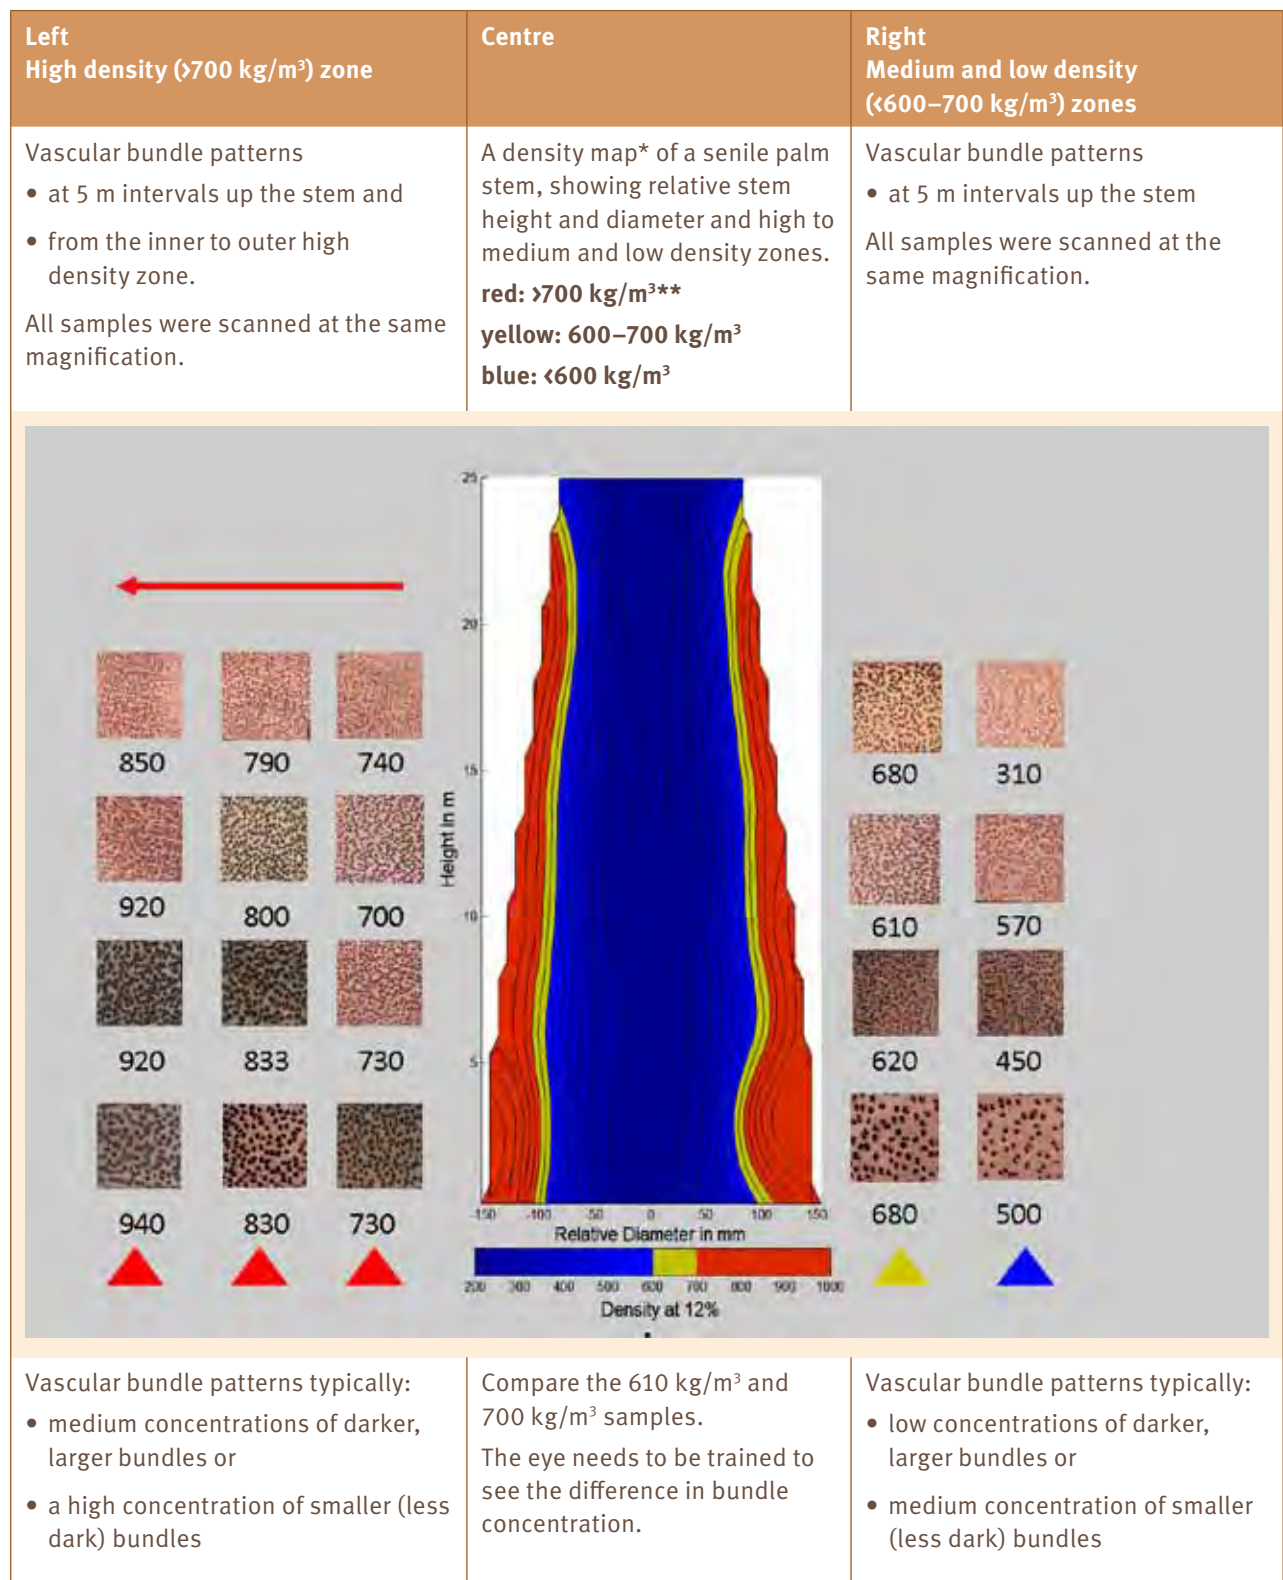 Left
High density (>700 kg/m³) zone
Centre
Right
Medium and low density
(<600–700 kg/m³) zones
Vascular bundle patterns
• at 5 m intervals up the stem and
• from the inner to outer high
density zone.
All samples were scanned at the same
magnification.
A density map* of a senile palm
stem, showing relative stem
height and diameter and high to
medium and low density zones.
red: >700 kg/m³**
yellow: 600–700 kg/m³
blue: <600 kg/m³
Vascular bundle patterns
• at 5 m intervals up the stem
All samples were scanned at the
same magnification.
850 790 740
920 800 700
920 833 730
940 830 730
25
20
15
10
5
Height in m
-150 -100 -50 0 50 100 150
Relative Diameter in mm
200 300 400 500 600 700 800 900 1000
Density at 12%
680 310
610 570
620 450
680 500
Vascular bundle patterns typically:
• medium concentrations of darker,
larger bundles or
• a high concentration of smaller (less
dark) bundles
Compare the 610 kg/m³ and
700 kg/m³ samples.
The eye needs to be trained to
see the difference in bundle
concentration.
Vascular bundle patterns typically:
• low concentrations of darker,
larger bundles or
• medium concentration of smaller
(less dark) bundles